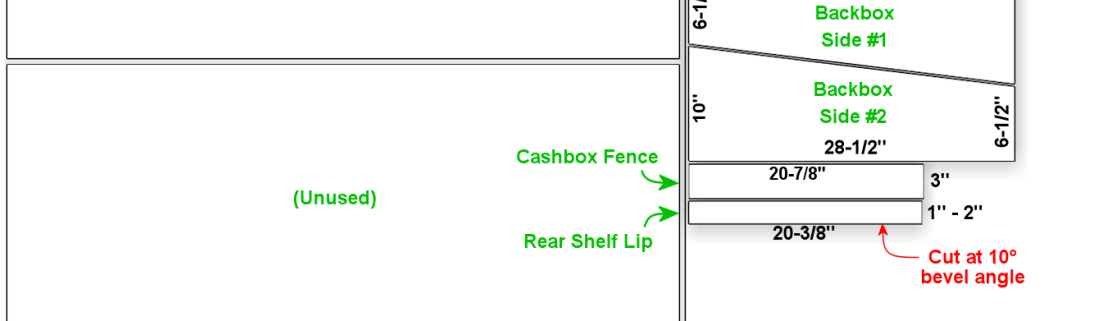 6-1/
Backbox
Side #1
Backbox
Side #2
10"
6-1/2"
28-1/2"
Cashbox Fence
20-7/8"
3"
(Unused)
1" - 2"
Rear Shelf Lip
20-3/8"
Cut at 10°
bevel angle